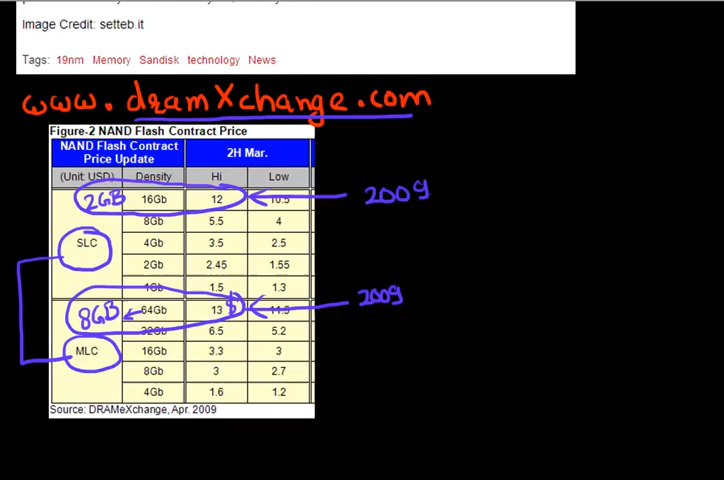 Image Credit: setteb.it
Tags: 19nm Memory Sandisk technology News
www.dramXchange.com
Figure-2 NAND Flash Contract Price
NAND Flash Contract Price Update 2H Mar.
(Unit: USD) Density Hi Low
2GB 16Gb 12 10.5 2009
8Gb 5.5 4
SLC 4Gb 3.5 2.5
2Gb 2.45 1.55
1Gb 1.5 1.3
8GB 64Gb 13 $ 11.5 2009
32Gb 6.5 5.2
MLC 16Gb 3.3 3
8Gb 3 2.7
4Gb 1.6 1.2
Source: DRAMeXchange, Apr. 2009